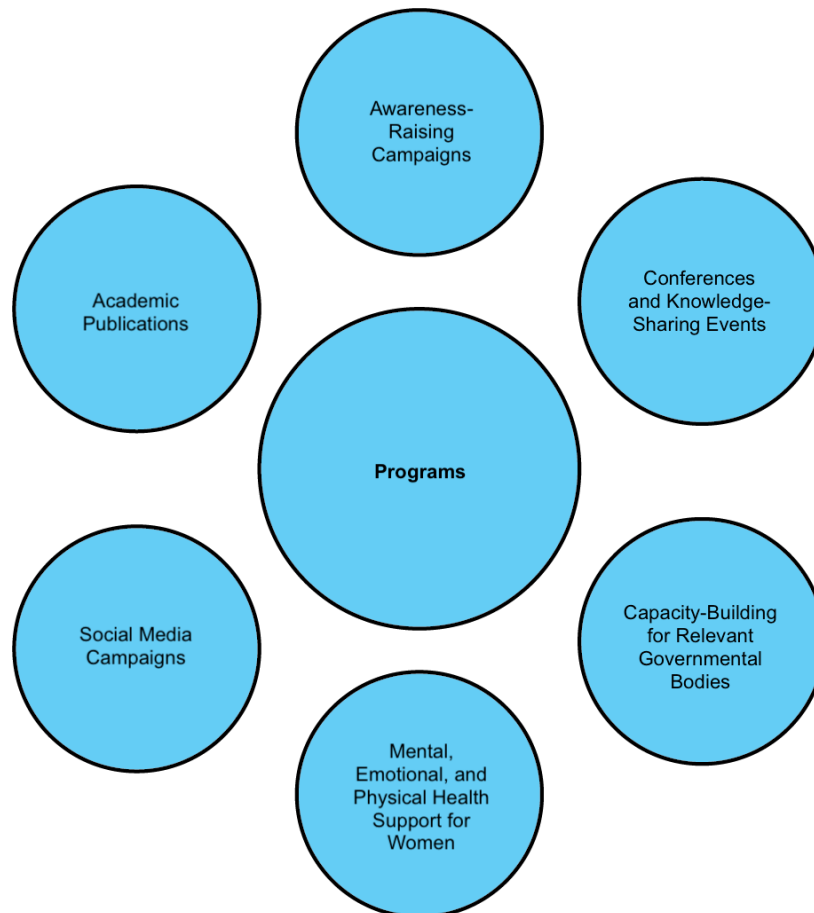 Awareness-
Raising
Campaigns
Academic
Publications
Conferences
and Knowledge-
Sharing Events
Programs
Social Media
Campaigns
Capacity-Building
for Relevant
Governmental
Bodies
Mental,
Emotional, and
Physical Health
Support for
Women